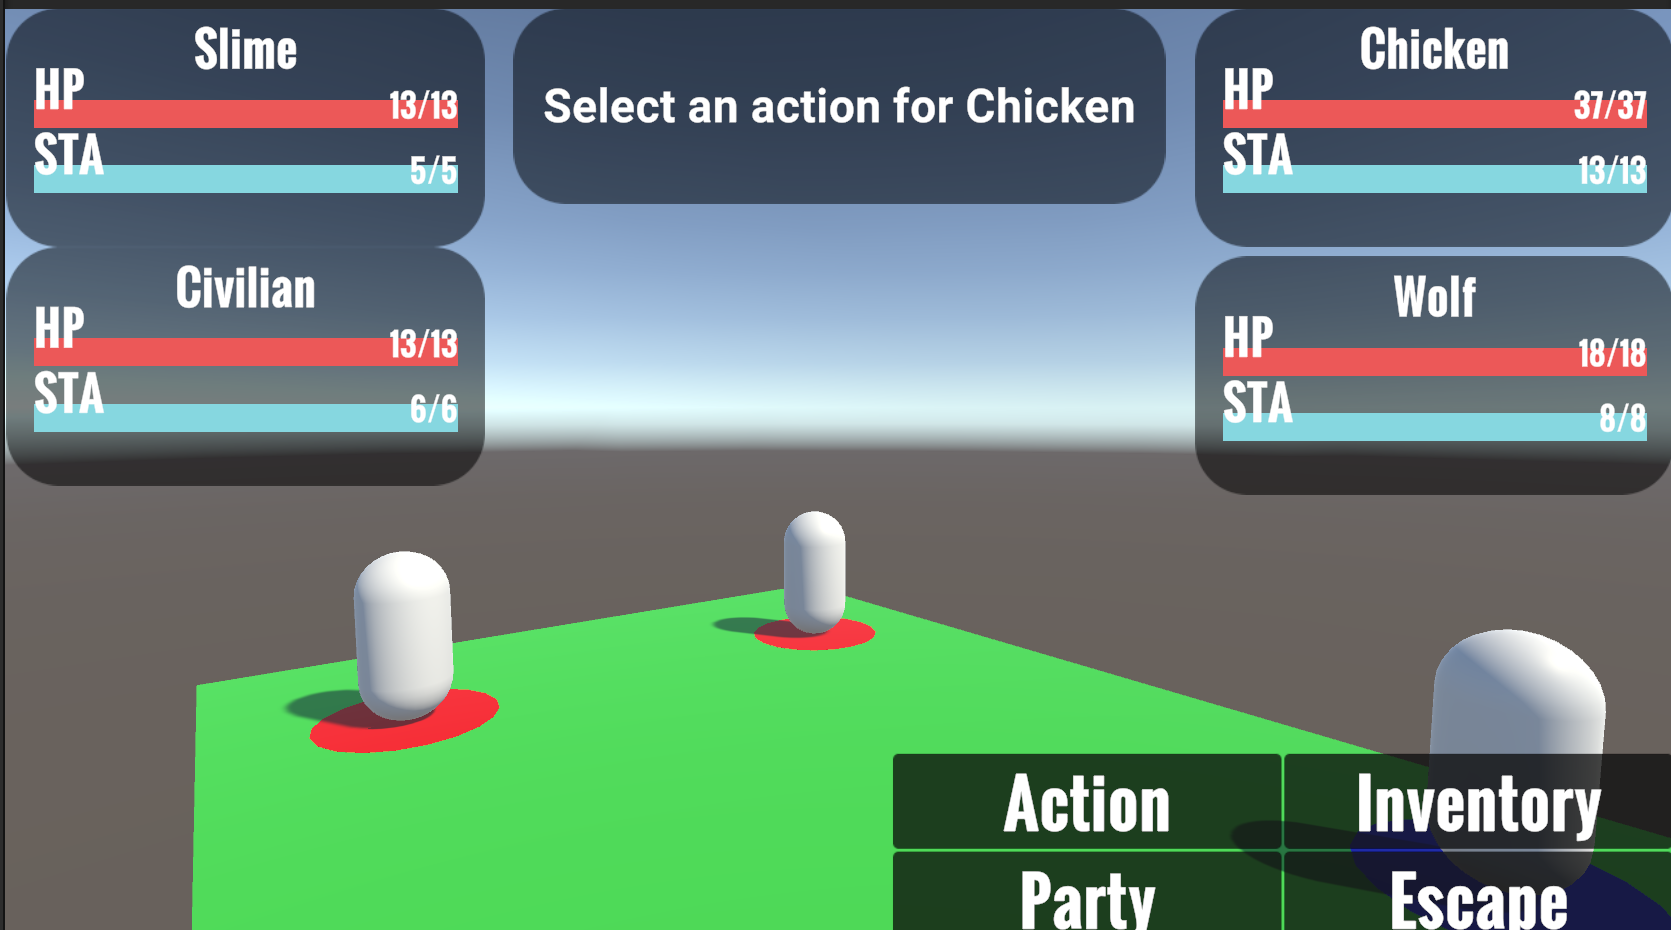 Slime
HP 13/13
STA 5/5
Civilian
HP 13/13
STA 6/6
Select an action for Chicken
Chicken
HP 37/37
STA 13/13
Wolf
HP 18/18
STA 8/8
Action
Inventory
Party
Escape